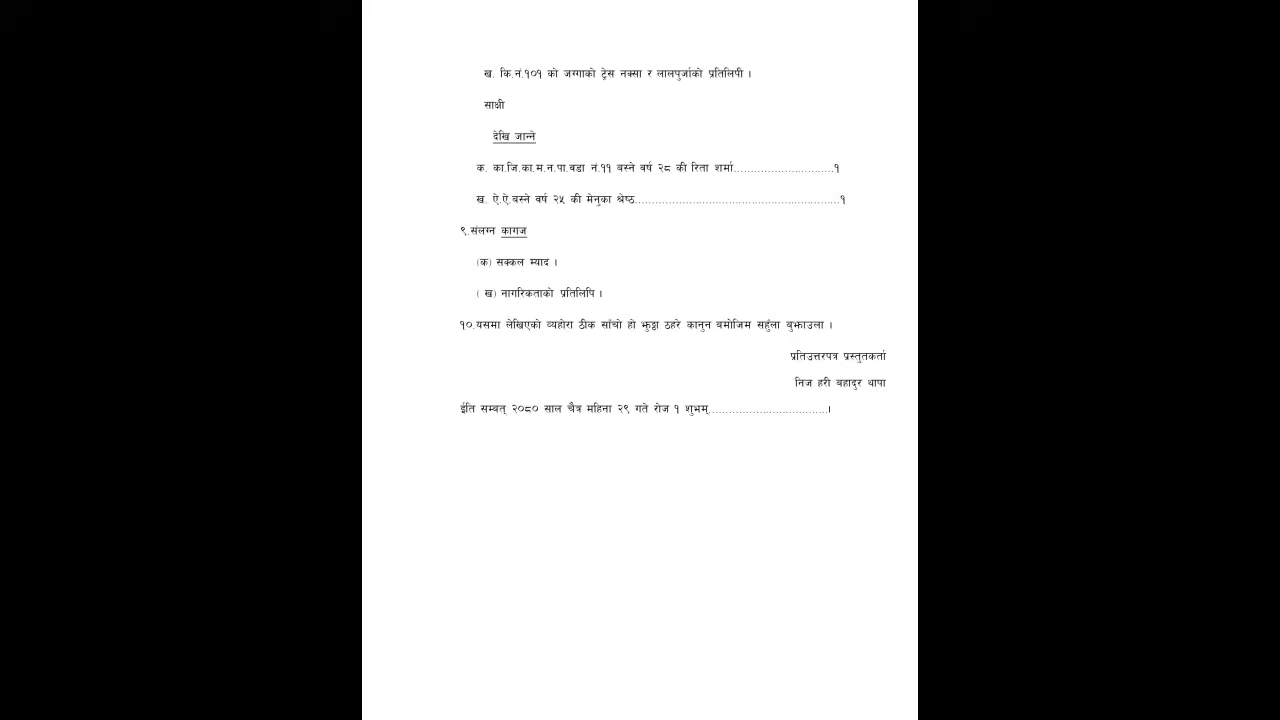 ख. कि.नं.१०१ को जग्गाको ट्रेस नक्सा र लालपुर्जाको प्रतिलिपी ।
साक्षी
देखि जान्ने
क. का.जि.का.म.न.पा.वडा नं.११ बस्ने वर्ष २८ की रिता शर्मा..............................१
ख. ऐ.ऐ.बस्ने वर्ष २५ की मेनुका श्रेष्ठ.............................................................१
९.संलग्न कागज
(क) सक्कल म्याद ।
( ख) नागरिकताको प्रतिलिपि ।
१०.यसमा लेखिएको व्यहोरा ठीक साँचो हो झुठ्ठा ठहरे कानुन बमोजिम सहुँला बुझाउला ।
प्रतिउत्तरपत्र प्रस्तुतकर्ता
निज हरी बहादुर थापा
ईति सम्वत् २०८० साल चैत्र महिना २९ गते रोज १ शुभम्....................................।